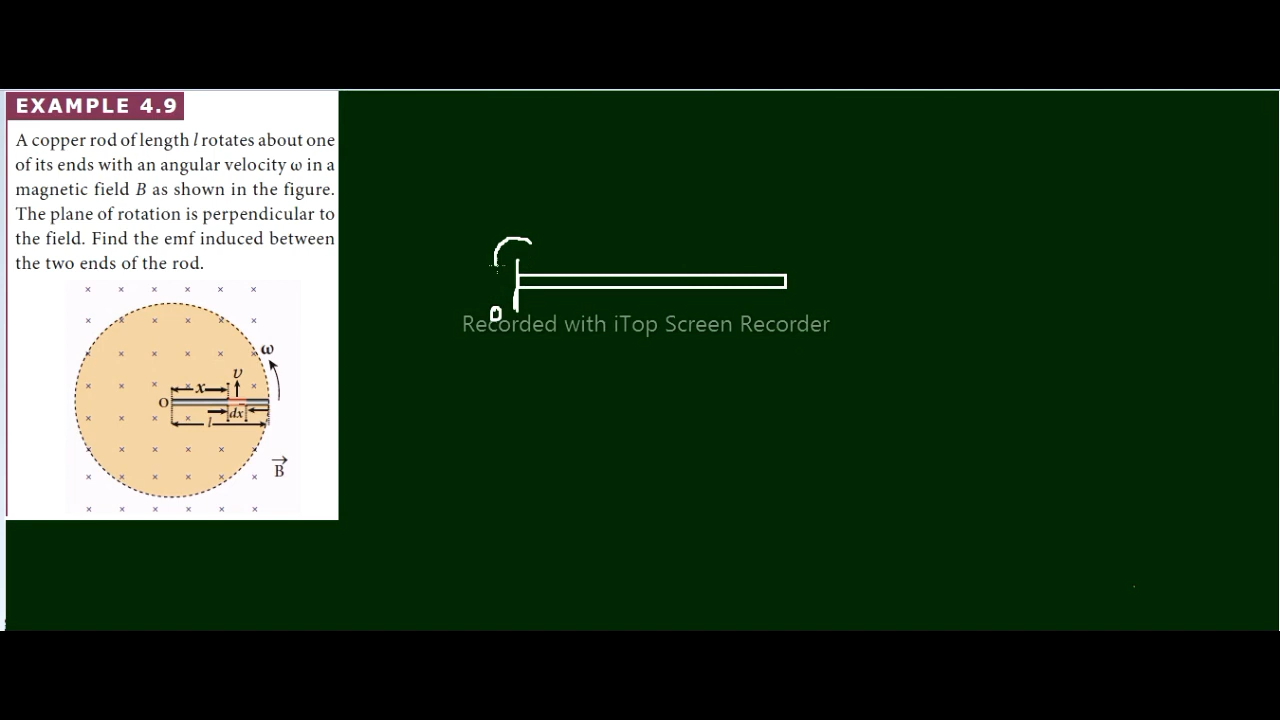 EXAMPLE 4.9
A copper rod of length l rotates about one
of its ends with an angular velocity ω in a
magnetic field B as shown in the figure.
The plane of rotation is perpendicular to
the field. Find the emf induced between
the two ends of the rod.
ω
υ
x
O
dx
l
B
0
Recorded with iTop Screen Recorder